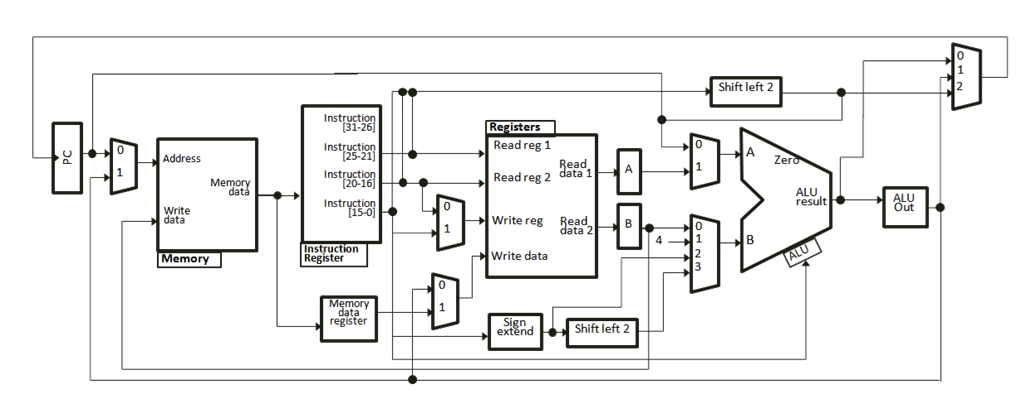 PC
0
1
Address
Memory
data
Write
data
Memory
Instruction
[31-26]
Instruction
[25-21]
Instruction
[20-16]
Instruction
[15-0]
Instruction
Register
Memory
data
register
0
1
0
1
Registers
Read reg 1
Read reg 2
Write reg
Write data
Read
data 1
Read
data 2
Sign
extend
Shift left 2
A
B
4
0
1
0
1
2
3
Shift left 2
A
B
Zero
ALU
result
ALU
ALU
Out
0
1
2